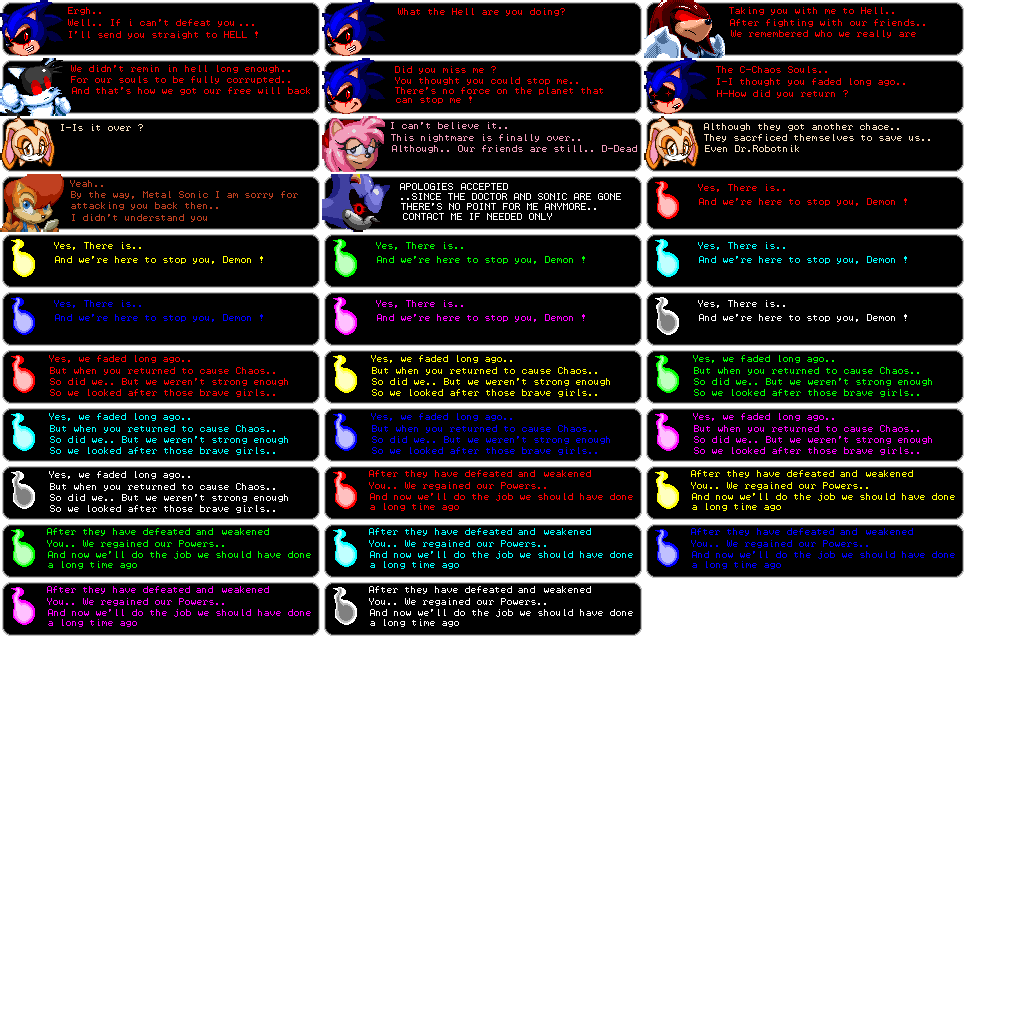 Ergh..
Well.. If i can't defeat you...
I'll send you straight to HELL !
What the Hell are you doing?
Taking you with me to Hell..
After fighting with our friends..
We remembered who we really are
We didn't remin in hell long enough..
For our souls to be fully corrupted..
And that's how we got our free will back
Did you miss me ?
You thought you could stop me..
There's no force on the planet that
can stop me !
The C-Chaos Souls..
I-I thought you faded long ago..
H-How did you return ?
I-Is it over ?
I can't believe it..
This nightmare is finally over..
Although.. Our friends are still.. D-Dead
Although they got another chace..
They sacrficed themselves to save us..
Even Dr.Robotnik
Yeah..
By the way, Metal Sonic I am sorry for
attacking you back then..
I didn't understand you
APOLOGIES ACCEPTED
..SINCE THE DOCTOR AND SONIC ARE GONE
THERE'S NO POINT FOR ME ANYMORE..
CONTACT ME IF NEEDED ONLY
Yes, There is..
And we're here to stop you, Demon !
Yes, There is..
And we're here to stop you, Demon !
Yes, There is..
And we're here to stop you, Demon !
Yes, There is..
And we're here to stop you, Demon !
Yes, There is..
And we're here to stop you, Demon !
Yes, There is..
And we're here to stop you, Demon !
Yes, There is..
And we're here to stop you, Demon !
Yes, we faded long ago..
But when you returned to cause Chaos..
So did we.. But we weren't strong enough
So we looked after those brave girls..
Yes, we faded long ago..
But when you returned to cause Chaos..
So did we.. But we weren't strong enough
So we looked after those brave girls..
Yes, we faded long ago..
But when you returned to cause Chaos..
So did we.. But we weren't strong enough
So we looked after those brave girls..
Yes, we faded long ago..
But when you returned to cause Chaos..
So did we.. But we weren't strong enough
So we looked after those brave girls..
Yes, we faded long ago..
But when you returned to cause Chaos..
So did we.. But we weren't strong enough
So we looked after those brave girls..
Yes, we faded long ago..
But when you returned to cause Chaos..
So did we.. But we weren't strong enough
So we looked after those brave girls..
Yes, we faded long ago..
But when you returned to cause Chaos..
So did we.. But we weren't strong enough
So we looked after those brave girls..
After they have defeated and weakened
You.. We regained our Powers..
And now we'll do the job we should have done
a long time ago
After they have defeated and weakened
You.. We regained our Powers..
And now we'll do the job we should have done
a long time ago
After they have defeated and weakened
You.. We regained our Powers..
And now we'll do the job we should have done
a long time ago
After they have defeated and weakened
You.. We regained our Powers..
And now we'll do the job we should have done
a long time ago
After they have defeated and weakened
You.. We regained our Powers..
And now we'll do the job we should have done
a long time ago
After they have defeated and weakened
You.. We regained our Powers..
And now we'll do the job we should have done
a long time ago
After they have defeated and weakened
You.. We regained our Powers..
And now we'll do the job we should have done
a long time ago